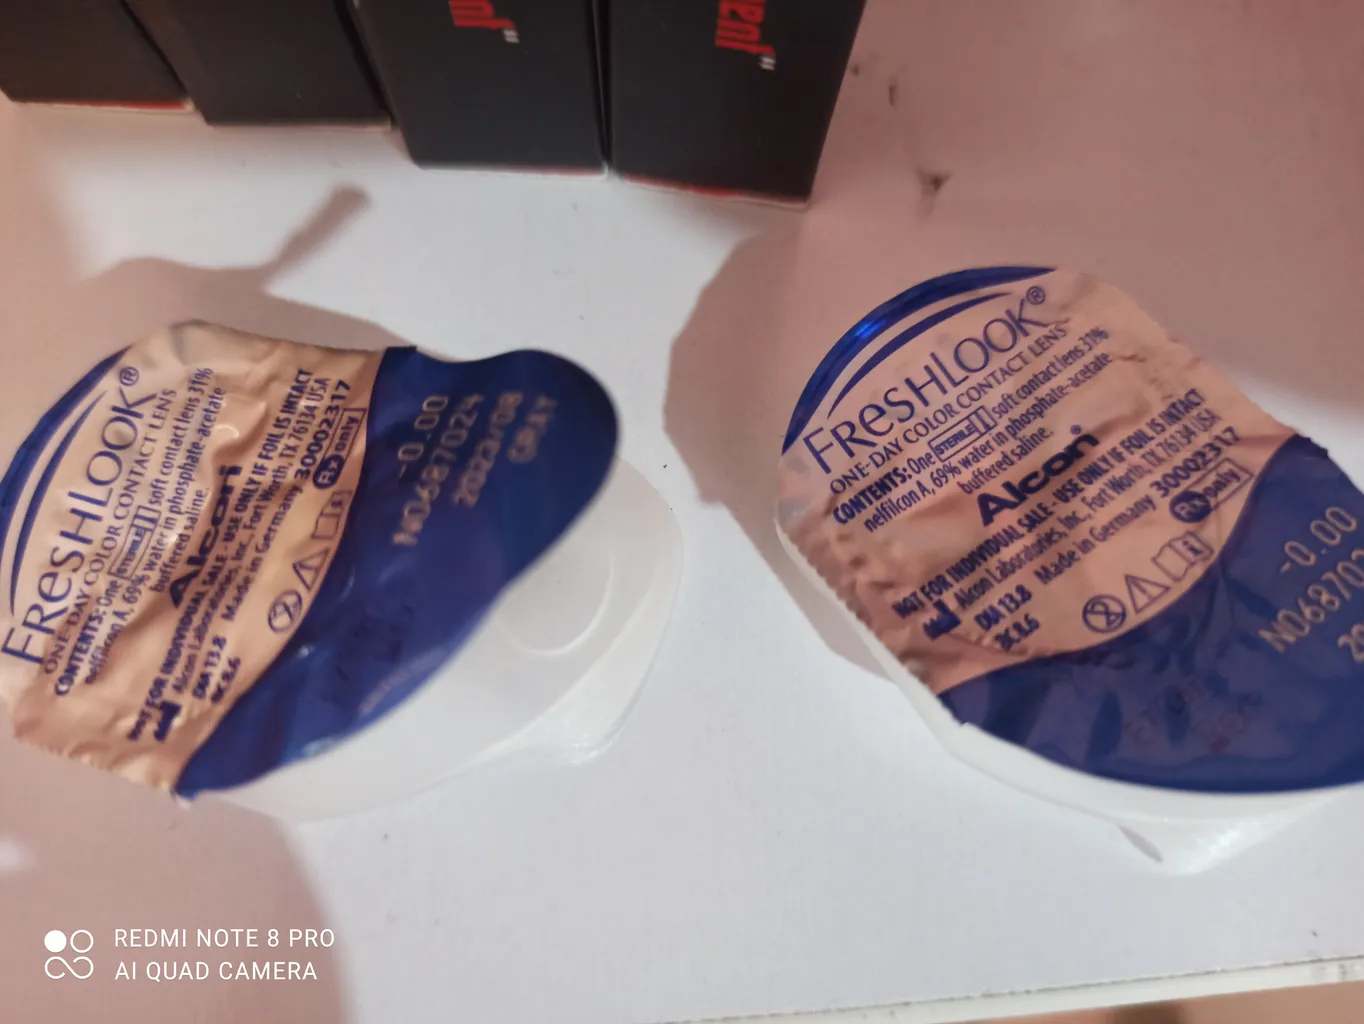 FRESHLOOK®
ONE-DAY COLOR CONTACT LENS
CONTENTS: One STERILE soft contact lens 31%
nelfilcon A, 69% water in phosphate-acetate
buffered saline.
Alcon
NOT FOR INDIVIDUAL SALE - USE ONLY IF FOIL IS INTACT
Alcon Laboratories, Inc., Fort Worth, TX 76134 USA
DIA 13.8 Made in Germany 30002317
BC 8.6
Rx only
-0.00
N0687024
2023/08
GRAY
FRESHLOOK®
ONE-DAY COLOR CONTACT LENS
CONTENTS: One STERILE soft contact lens 31%
nelfilcon A, 69% water in phosphate-acetate
buffered saline.
Alcon®
NOT FOR INDIVIDUAL SALE - USE ONLY IF FOIL IS INTACT
Alcon Laboratories, Inc., Fort Worth, TX 76134 USA
DIA 13.8 Made in Germany 30002317
BC 8.6
Rx only
-0.00
REDMI NOTE 8 PRO
AI QUAD CAMERA